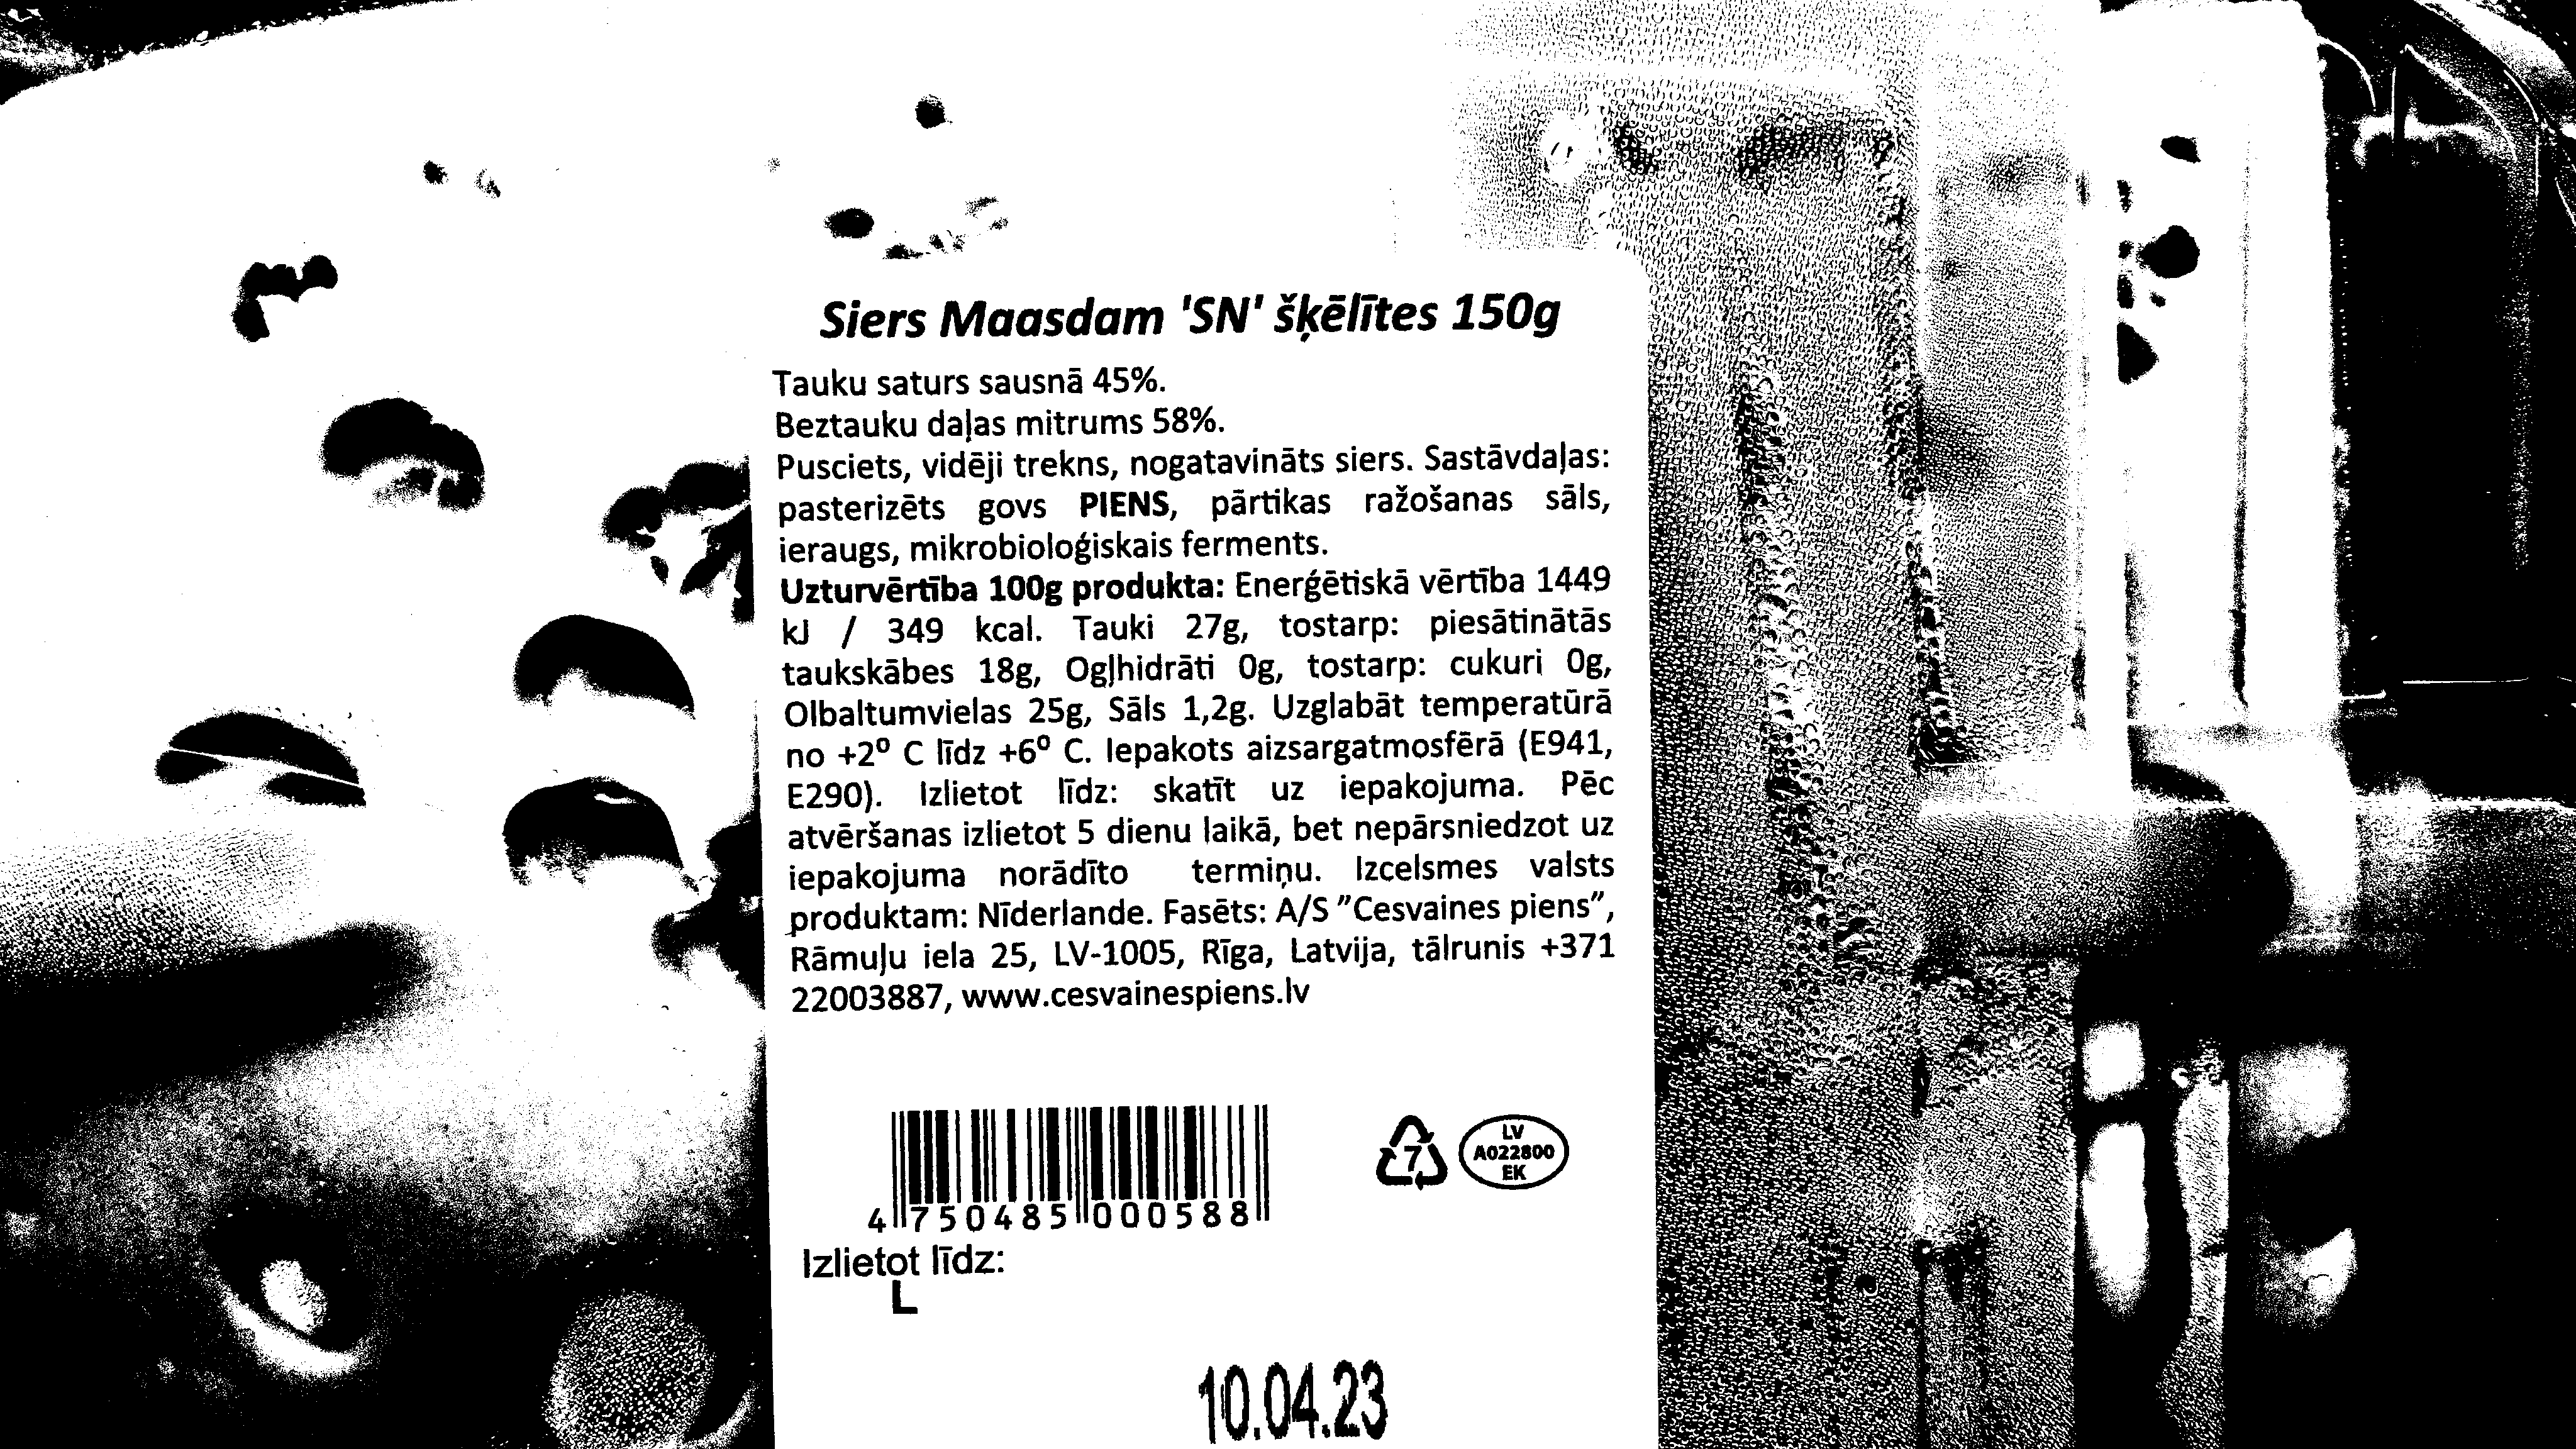 Siers Maasdam 'SN' šķēlītes 150g
Tauku saturs sausnā 45%.
Beztauku daļas mitrums 58%.
Pusciets, vidēji trekns, nogatavināts siers. Sastāvdaļas:
pasterizēts govs PIENS, pārtikas ražošanas sāls,
ieraugs, mikrobioloģiskais ferments.
Uzturvērtība 100g produkta: Enerģētiskā vērtība 1449
kJ / 349 kcal. Tauki 27g, tostarp: piesātinātās
taukskābes 18g, Ogļhidrāti 0g, tostarp: cukuri 0g,
Olbaltumvielas 25g, Sāls 1,2g. Uzglabāt temperatūrā
no +2⁰ C līdz +6⁰ C. Iepakots aizsargatmosfērā (E941,
E290). Izlietot līdz: skatīt uz iepakojuma. Pēc
atvēršanas izlietot 5 dienu laikā, bet nepārsniedzot uz
iepakojuma norādīto termiņu. Izcelsmes valsts
produktam: Nīderlande. Fasēts: A/S ”Cesvaines piens”,
Rāmuļu iela 25, LV-1005, Rīga, Latvija, tālrunis +371
22003887, www.cesvainespiens.lv
7
LV
A022800
EK
4 750485 000588
Izlietot līdz:
L
10.04.23